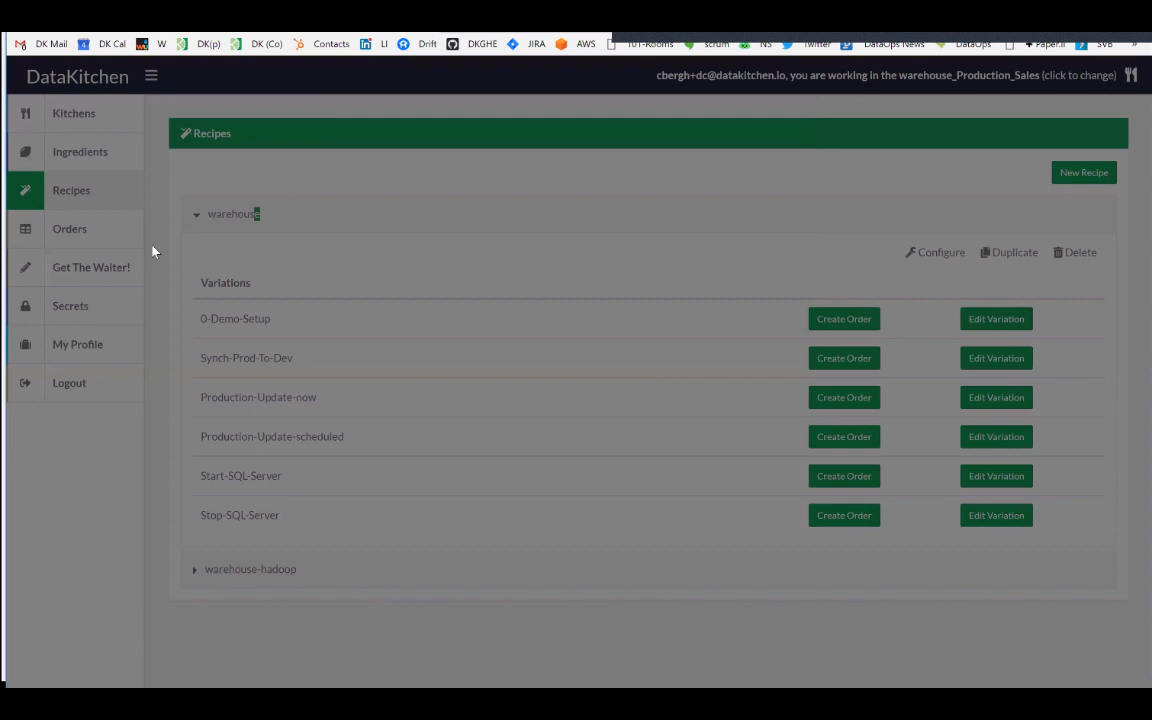 DK Mail DK Cal W DK(p) DK (Co) Contacts LI Drift DKGHE JIRA AWS 101-Rooms scrum NS Twitter DataOps News DataOps Paper.li SVB »
DataKitchen cbergh+dc@datakitchen.io, you are working in the warehouse_Production_Sales (click to change)
Kitchens
Ingredients
Recipes
Orders
Get The Waiter!
Secrets
My Profile
Logout
Recipes
New Recipe
warehouse
Configure Duplicate Delete
Variations
0-Demo-Setup Create Order Edit Variation
Synch-Prod-To-Dev Create Order Edit Variation
Production-Update-now Create Order Edit Variation
Production-Update-scheduled Create Order Edit Variation
Start-SQL-Server Create Order Edit Variation
Stop-SQL-Server Create Order Edit Variation
warehouse-hadoop